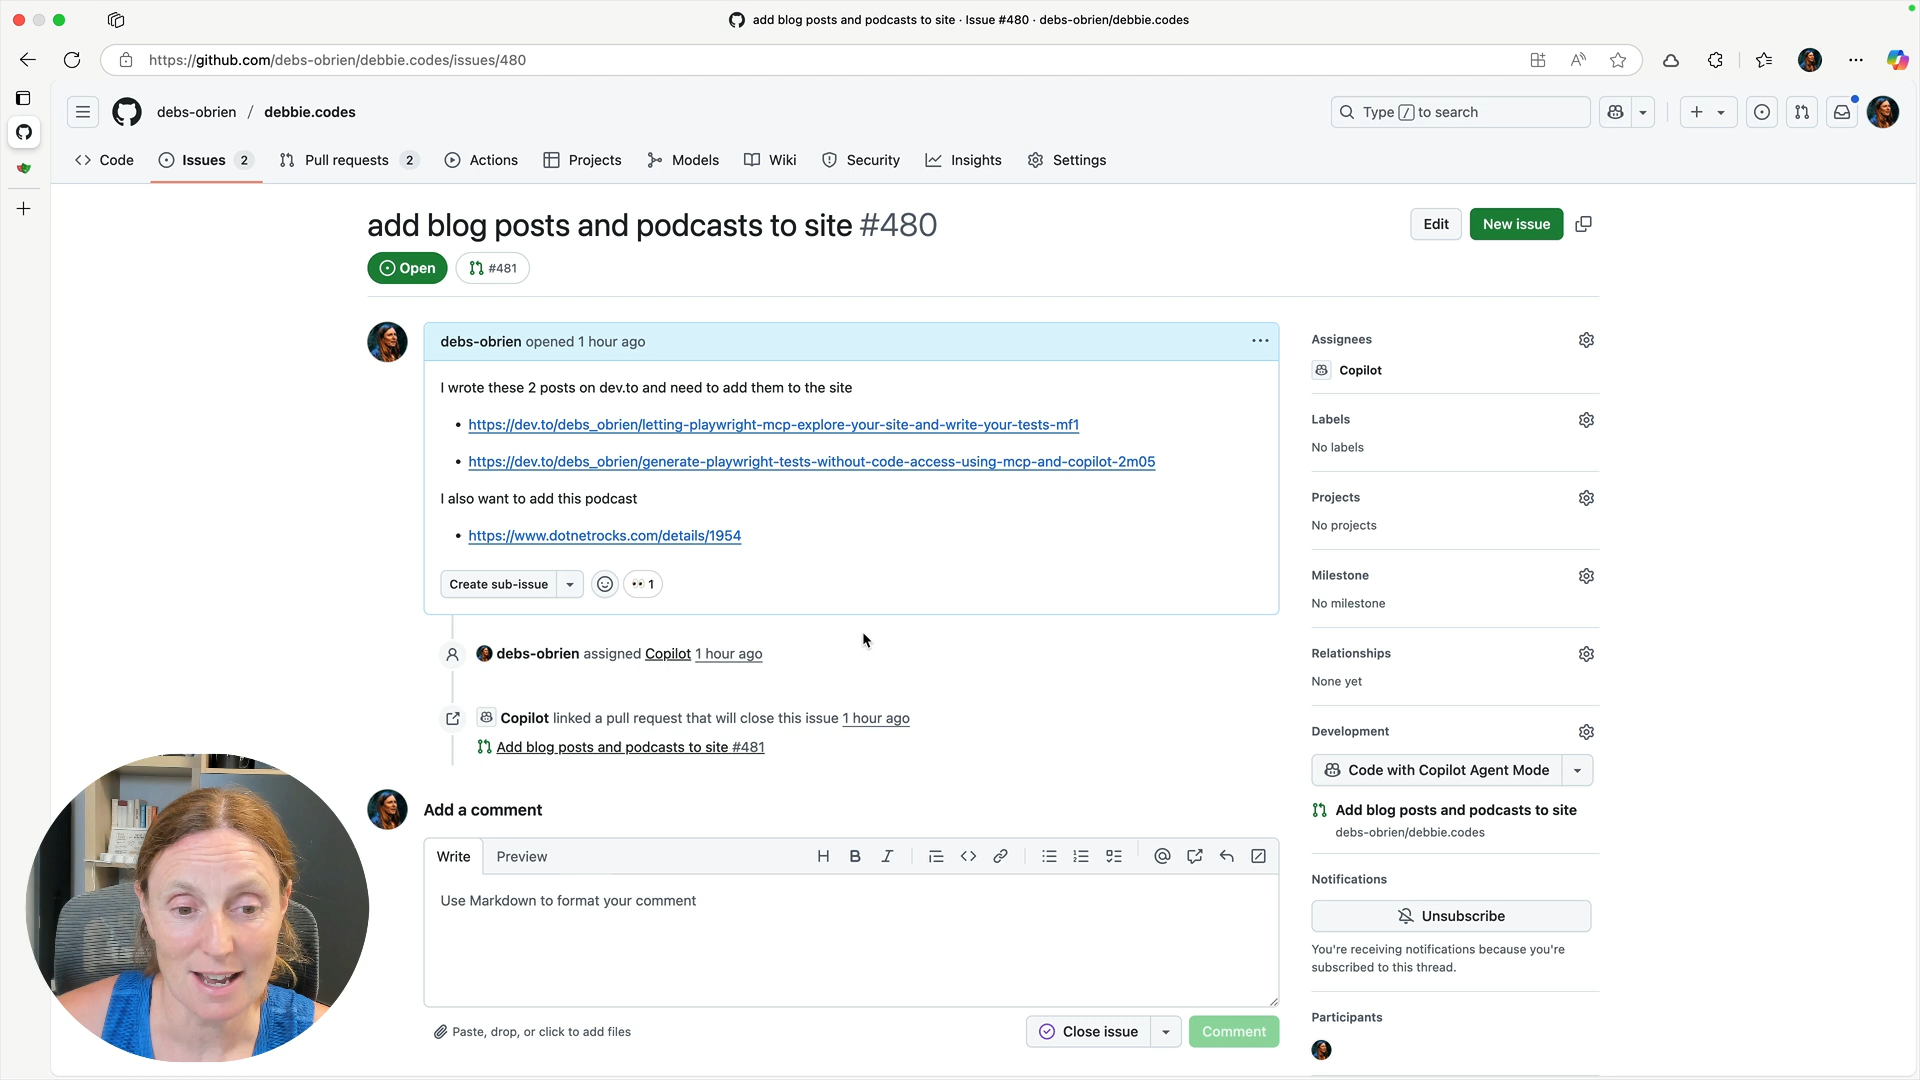 add blog posts and podcasts to site · Issue #480 · debs-obrien/debbie.codes
https://github.com/debs-obrien/debbie.codes/issues/480
debs-obrien / debbie.codes
Type / to search
Code
Issues 2
Pull requests 2
Actions
Projects
Models
Wiki
Security
Insights
Settings
add blog posts and podcasts to site #480
Edit
New issue
Open
#481
debs-obrien opened 1 hour ago
I wrote these 2 posts on dev.to and need to add them to the site
• https://dev.to/debs_obrien/letting-playwright-mcp-explore-your-site-and-write-your-tests-mf1
• https://dev.to/debs_obrien/generate-playwright-tests-without-code-access-using-mcp-and-copilot-2m05
I also want to add this podcast
• https://www.dotnetrocks.com/details/1954
Create sub-issue
👀 1
debs-obrien assigned Copilot 1 hour ago
Copilot linked a pull request that will close this issue 1 hour ago
Add blog posts and podcasts to site #481
Add a comment
Write
Preview
Use Markdown to format your comment
Paste, drop, or click to add files
Close issue
Comment
Assignees
Copilot
Labels
No labels
Projects
No projects
Milestone
No milestone
Relationships
None yet
Development
Code with Copilot Agent Mode
Add blog posts and podcasts to site
debs-obrien/debbie.codes
Notifications
Unsubscribe
You're receiving notifications because you're
subscribed to this thread.
Participants